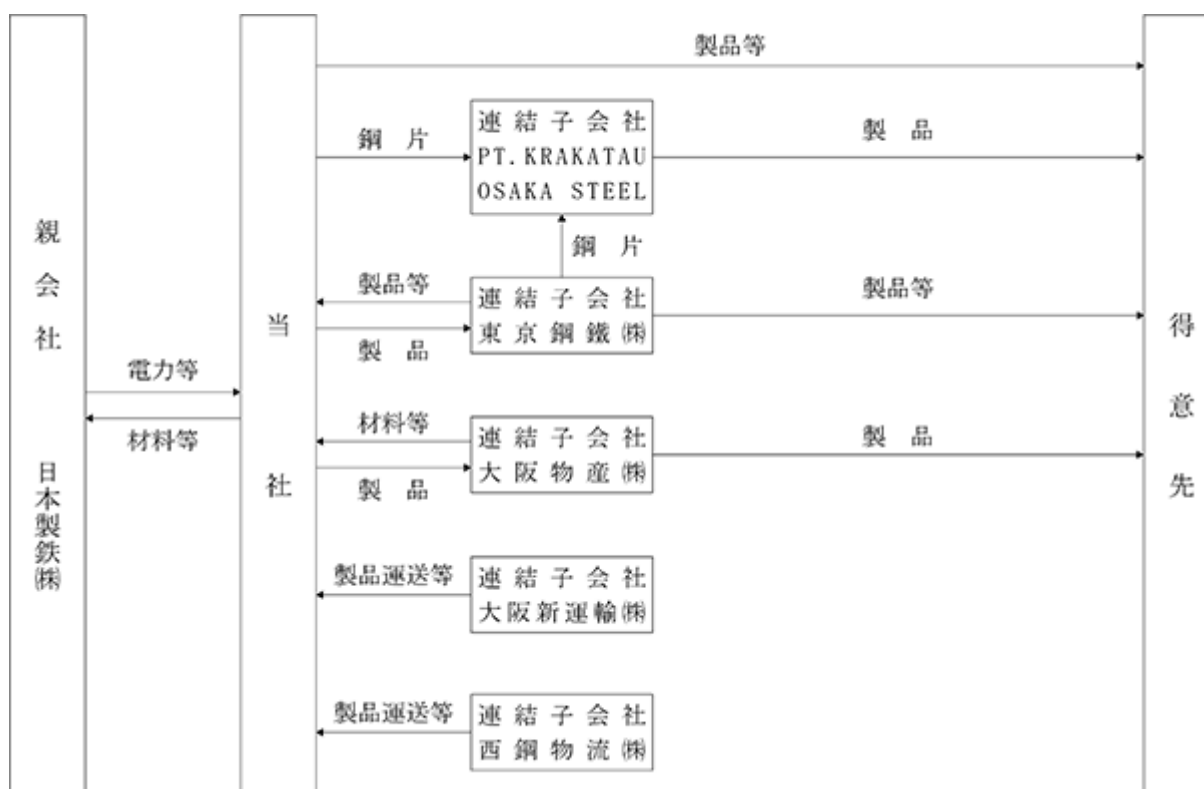 親会社 日本製鉄㈱
電力等
材料等
当社
製品等
鋼片
連結子会社
PT.KRAKATAU
OSAKA STEEL
製品
鋼片
製品等
製品
連結子会社
東京鋼鐵㈱
製品等
材料等
製品
連結子会社
大阪物産㈱
製品
製品運送等
連結子会社
大阪新運輸㈱
製品運送等
連結子会社
西鋼物流㈱
得意先